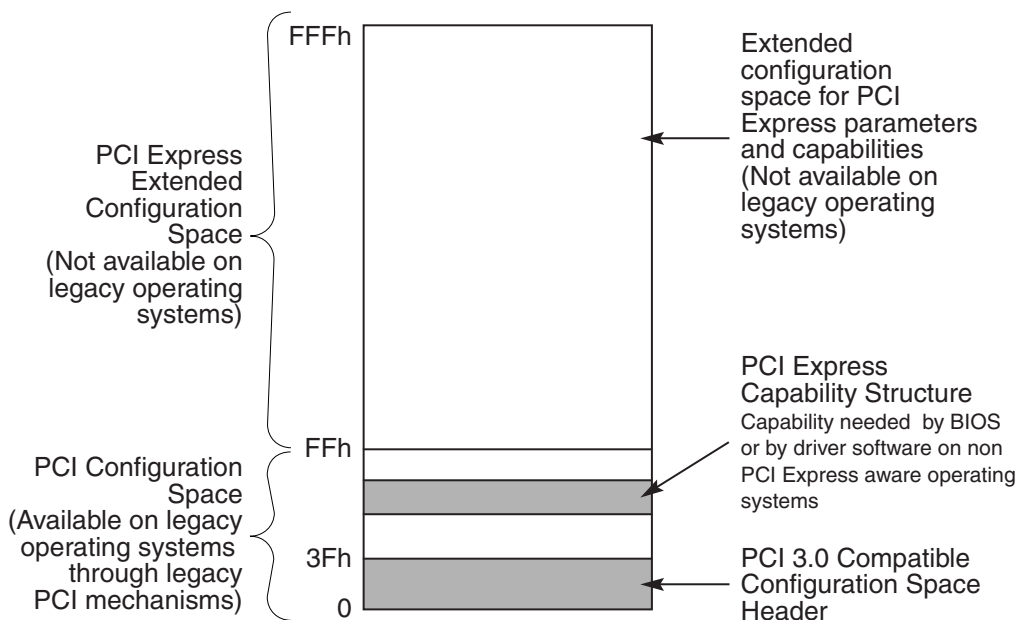 FFFh
PCI Express
Extended
Configuration
Space
(Not available on
legacy operating
systems)
Extended
configuration
space for PCI
Express parameters
and capabilities
(Not available on
legacy operating
systems)
FFh
PCI Express
Capability Structure
Capability needed by BIOS
or by driver software on non
PCI Express aware operating
systems
PCI Configuration
Space
(Available on legacy
operating systems
through legacy
PCI mechanisms)
3Fh
0
PCI 3.0 Compatible
Configuration Space
Header